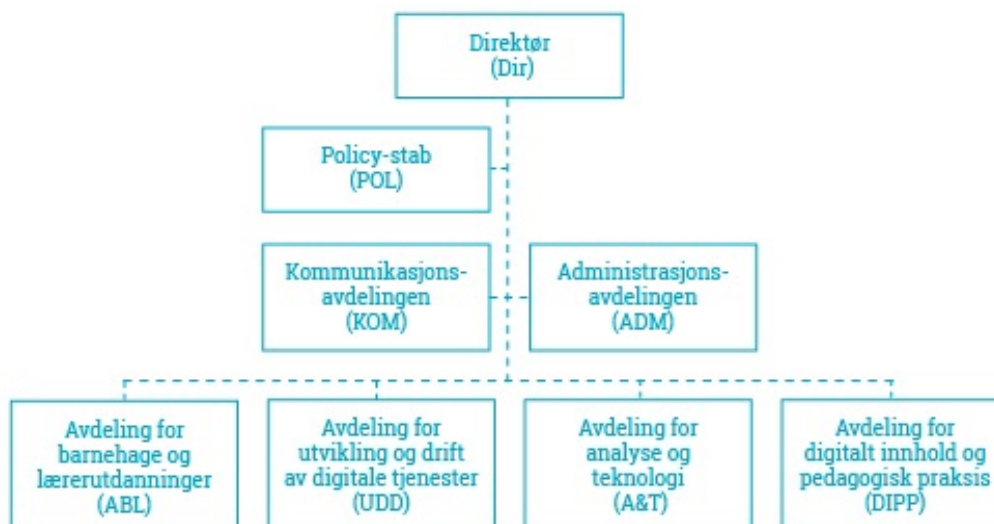 Direktør
(Dir)
Policy-stab
(POL)
Kommunikasjons-
avdelingen
(KOM)
Administrasjons-
avdelingen
(ADM)
Avdeling for
barnehage og
lærerutdanninger
(ABL)
Avdeling for
utvikling og drift
av digitale tjenester
(UDD)
Avdeling for
analyse og
teknologi
(A&T)
Avdeling for
digitalt innhold og
pedagogisk praksis
(DIPP)